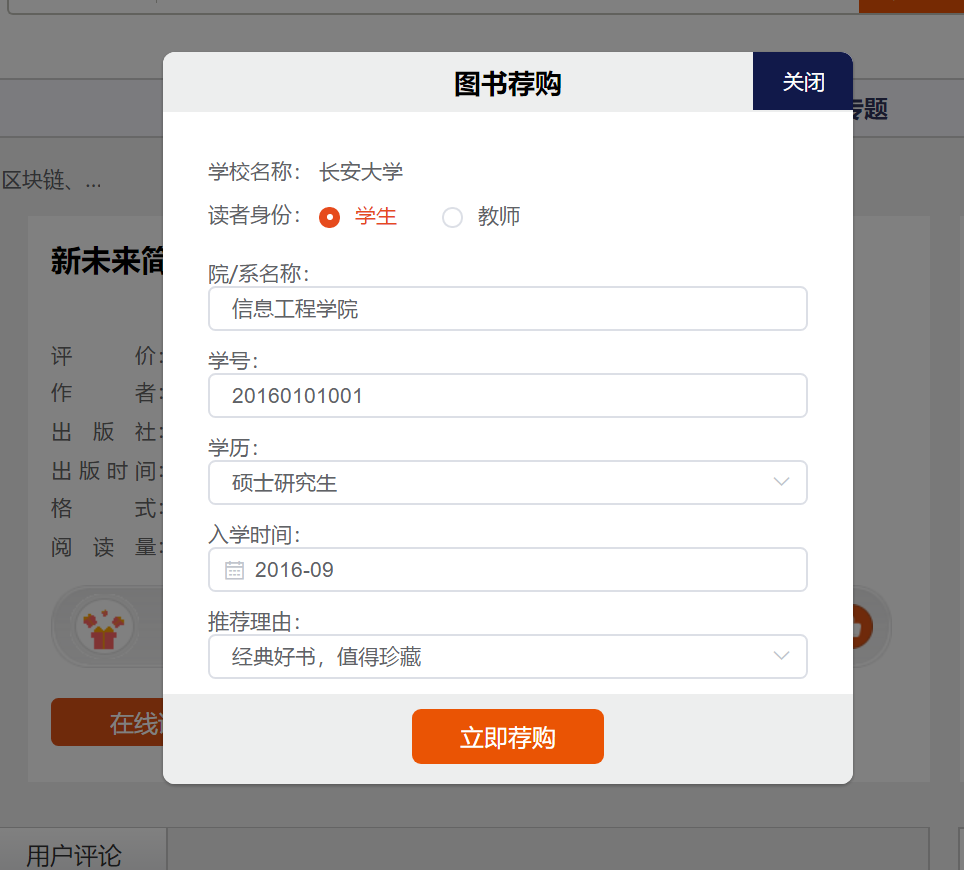 图书荐购
关闭
专题
学校名称： 长安大学
区块链、...
读者身份： 学生 教师
新未来简
院/系名称：
信息工程学院
评 价：
学号：
作 者：
20160101001
出 版 社：
学历：
出版时间：
硕士研究生
格 式：
入学时间：
阅 读 量：
2016-09
推荐理由：
经典好书，值得珍藏
在线
立即荐购
用户评论